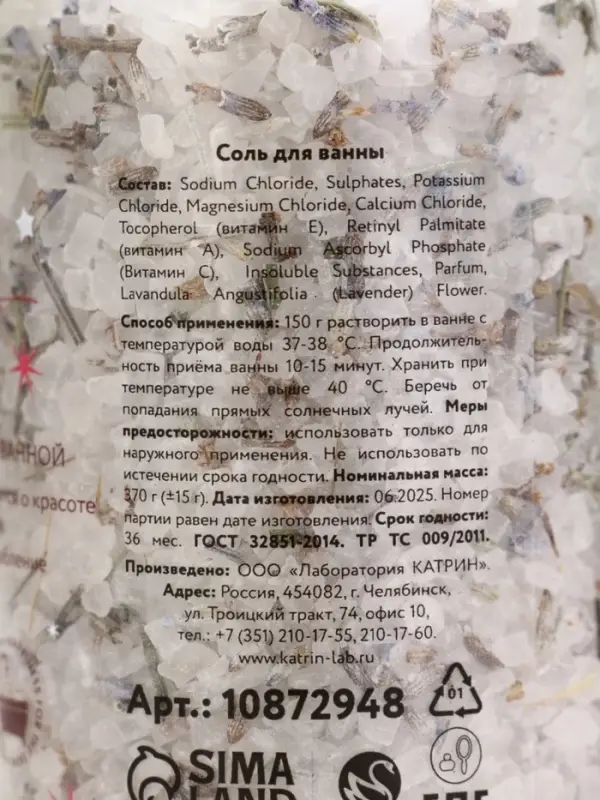 Соль для ванны
Состав: Sodium Chloride, Sulphates, Potassium
Chloride, Magnesium Chloride, Calcium Chloride,
Tocopherol (витамин Е), Retinyl Palmitate
(витамин А), Sodium Ascorbyl Phosphate
(Витамин С), Insoluble Substances, Parfum,
Lavandula Angustifolia (Lavender) Flower.
Способ применения: 150 г растворить в ванне с
температурой воды 37-38 °С. Продолжитель-
ность приёма ванны 10-15 минут. Хранить при
температуре не выше 40 °С. Беречь от
попадания прямых солнечных лучей. Меры
предосторожности: использовать только для
наружного применения. Не использовать по
истечении срока годности. Номинальная масса:
370 г (±15 г). Дата изготовления: 06.2025. Номер
партии равен дате изготовления. Срок годности:
36 мес. ГОСТ 32851-2014. ТР ТС 009/2011.
Произведено: ООО «Лаборатория КАТРИН».
Адрес: Россия, 454082, г. Челябинск,
ул. Троицкий тракт, 74, офис 10,
тел.: +7 (351) 210-17-55, 210-17-60.
www.katrin-lab.ru
Арт.: 10872948
01
SIMA
LAND
о красоте